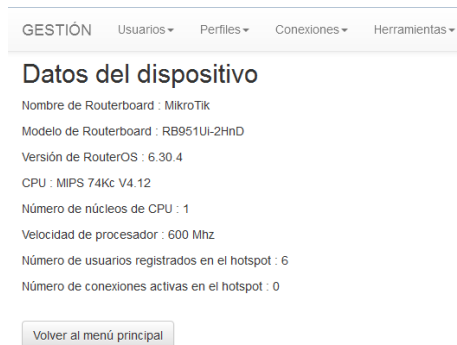 GESTIÓN Usuarios Perfiles Conexiones Herramientas
Datos del dispositivo
Nombre de Routerboard : MikroTik
Modelo de Routerboard : RB951Ui-2HnD
Versión de RouterOS : 6.30.4
CPU : MIPS 74Kc V4.12
Número de núcleos de CPU : 1
Velocidad de procesador : 600 Mhz
Número de usuarios registrados en el hotspot : 6
Número de conexiones activas en el hotspot : 0
Volver al menú principal